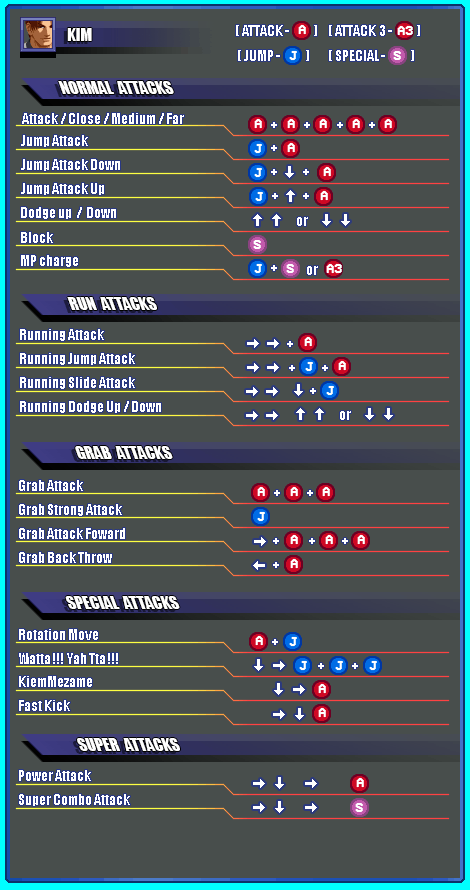 KIM
[ ATTACK - A ] [ ATTACK 3 - A3 ]
[ JUMP - J ] [ SPECIAL - S ]
NORMAL ATTACKS
Attack / Close / Medium / Far A + A + A + A + A
Jump Attack J + A
Jump Attack Down J + ↓ + A
Jump Attack Up J + ↑ + A
Dodge up / Down ↑ ↑ or ↓ ↓
Block S
MP charge J + S or A3
RUN ATTACKS
Running Attack → → + A
Running Jump Attack → → + J + A
Running Slide Attack → → ↓ + J
Running Dodge Up / Down → → ↑ ↑ or ↓ ↓
GRAB ATTACKS
Grab Attack A + A + A
Grab Strong Attack J
Grab Attack Foward → + A + A + A
Grab Back Throw ← + A
SPECIAL ATTACKS
Rotation Move A + J
Watta!!! Yah Tta!!! ↓ → J + J + J
KiemMezame ↓ → A
Fast Kick → ↓ A
SUPER ATTACKS
Power Attack → ↓ → A
Super Combo Attack → ↓ → S